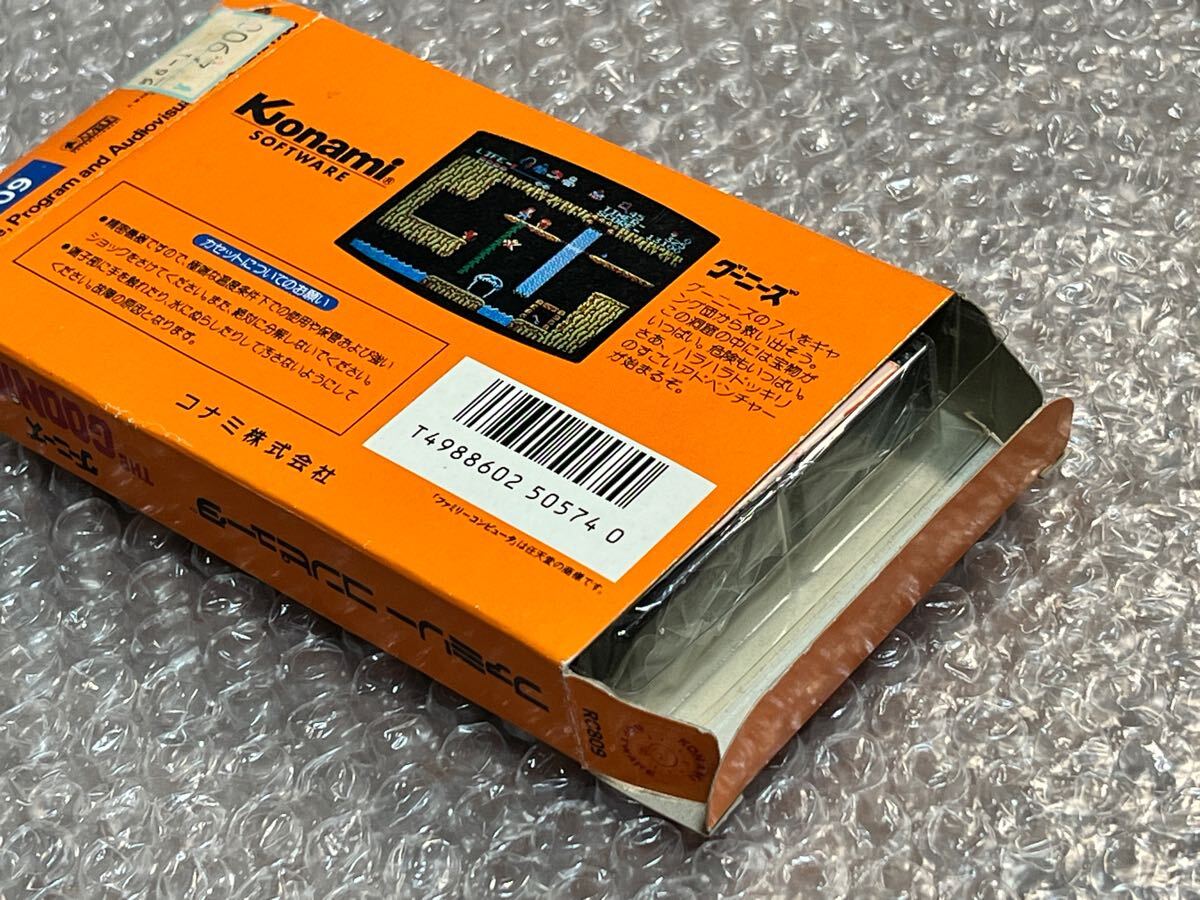 4,900
Program and Audiovisu
09
Konami®
SOFTWARE
グーニーズ
グーニーズの7人をギャ
ング団から救い出そう。
この洞窟の中には宝物が
いっぱい。危険もいっぱい。
さあ、ハラハラドッキリ
のすごいアドベンチャー
が始まるぞ。
カセットについてのお願い
●精密機器ですので、極端な温度条件下での使用や保管および強い
ショックをさけてください。また、絶対に分解しないでください。
●端子部に手を触れたり、水にぬらしたりして汚さないようにして
ください。故障の原因となります。
コナミ株式会社
T4988602 505740
「ファミリーコンピュータ」は任天堂の商標です。
グーニーズ
THE GOONI
ファミリーコンピュータ
RC809
KONAMI